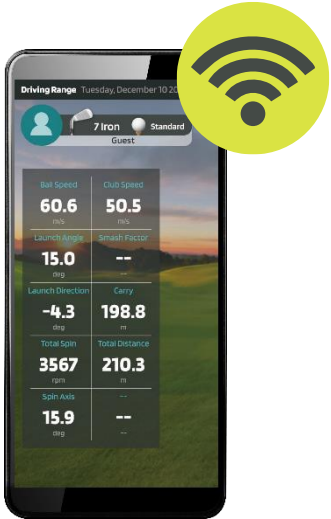 Driving Range Tuesday, December 10 20
7 Iron Standard
Guest
Ball Speed Club Speed
60.6 50.5
m/s m/s
Launch Angle Smash Factor
15.0 --
deg --
Launch Direction Carry
-4.3 198.8
deg m
Total Spin Total Distance
3567 210.3
rpm m
Spin Axis --
15.9 --
deg --